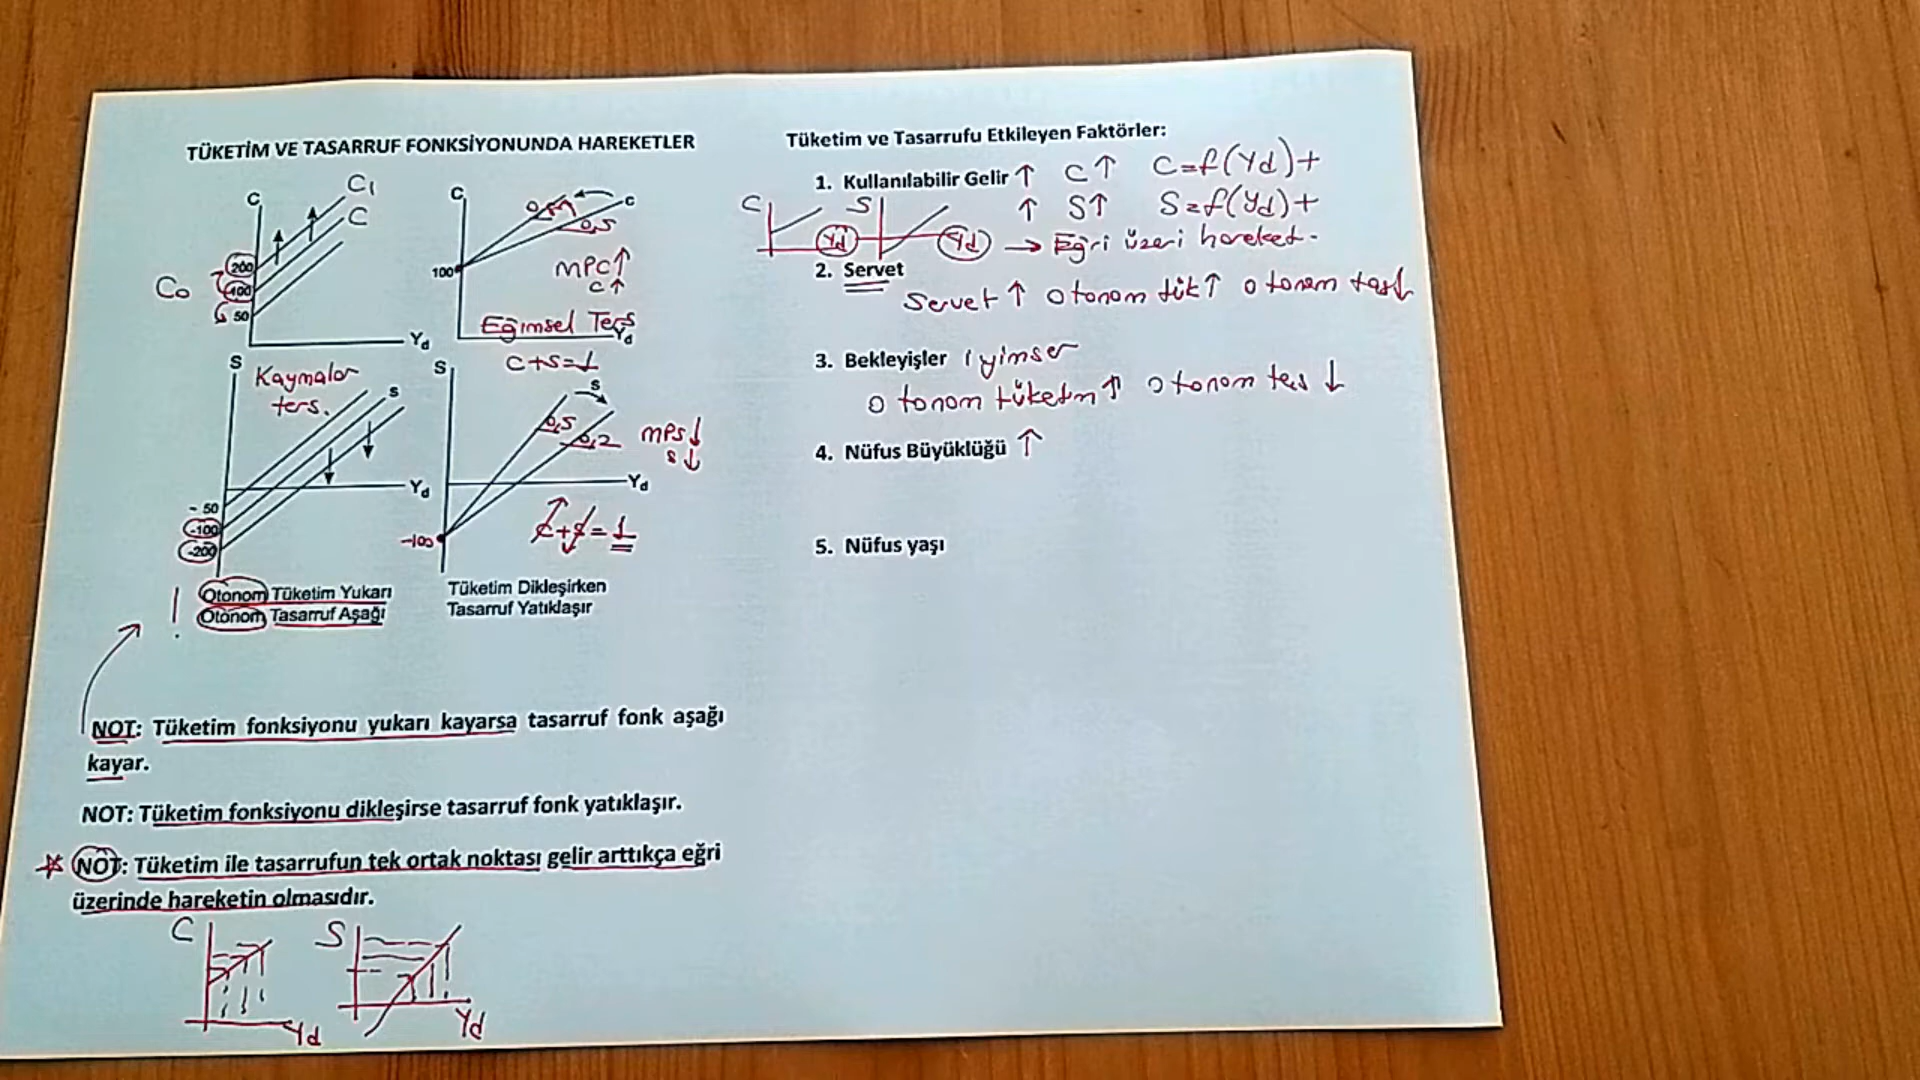 TÜKETİM VE TASARRUF FONKSİYONUNDA HAREKETLER
C
C1
C
200
100
50
C0
Yd
C
C
0,5
100
MPC↑
C↑
Eğimsel Ters
Yd
S
Kaymalar
ters.
S
Yd
- 50
-100
-200
C+S=1
S
S
0,5
0,2
MPS↓
s↓
Yd
-100
c+s=1
! Otonom Tüketim Yukarı
Otonom Tasarruf Aşağı
Tüketim Dikleşirken
Tasarruf Yatıklaşır
NOT: Tüketim fonksiyonu yukarı kayarsa tasarruf fonk aşağı
kayar.
NOT: Tüketim fonksiyonu dikleşirse tasarruf fonk yatıklaşır.
NOT: Tüketim ile tasarrufun tek ortak noktası gelir arttıkça eğri
üzerinde hareketin olmasıdır.
C
Yd
S
Yd
Tüketim ve Tasarrufu Etkileyen Faktörler:
1. Kullanılabilir Gelir ↑ C↑ C=f(Yd)+
↑ S↑ S=f(Yd)+
C Yd S Yd → Eğri üzeri hareket.
2. Servet
Servet ↑ Otonom tük↑ Otonom tas↓
3. Bekleyişler İyimser
Otonom tüketim↑ Otonom tas ↓
4. Nüfus Büyüklüğü ↑
5. Nüfus yaşı